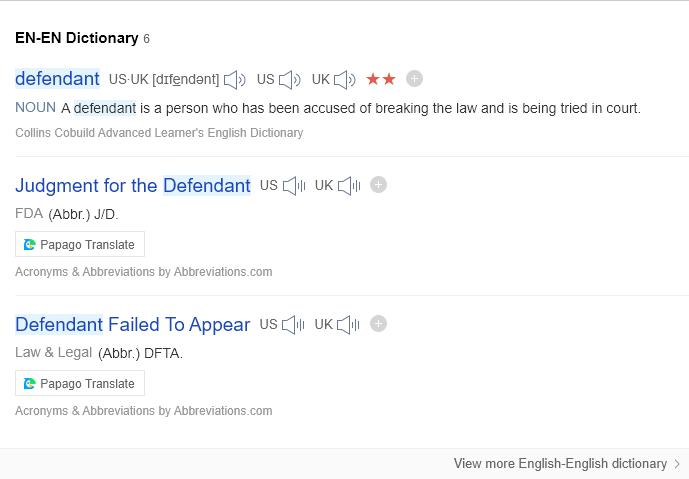 EN-EN Dictionary 6
defendant US·UK [dɪfendənt] US UK
NOUN A defendant is a person who has been accused of breaking the law and is being tried in court.
Collins Cobuild Advanced Learner's English Dictionary
Judgment for the Defendant US UK
FDA (Abbr.) J/D.
Papago Translate
Acronyms & Abbreviations by Abbreviations.com
Defendant Failed To Appear US UK
Law & Legal (Abbr.) DFTA.
Papago Translate
Acronyms & Abbreviations by Abbreviations.com
View more English-English dictionary